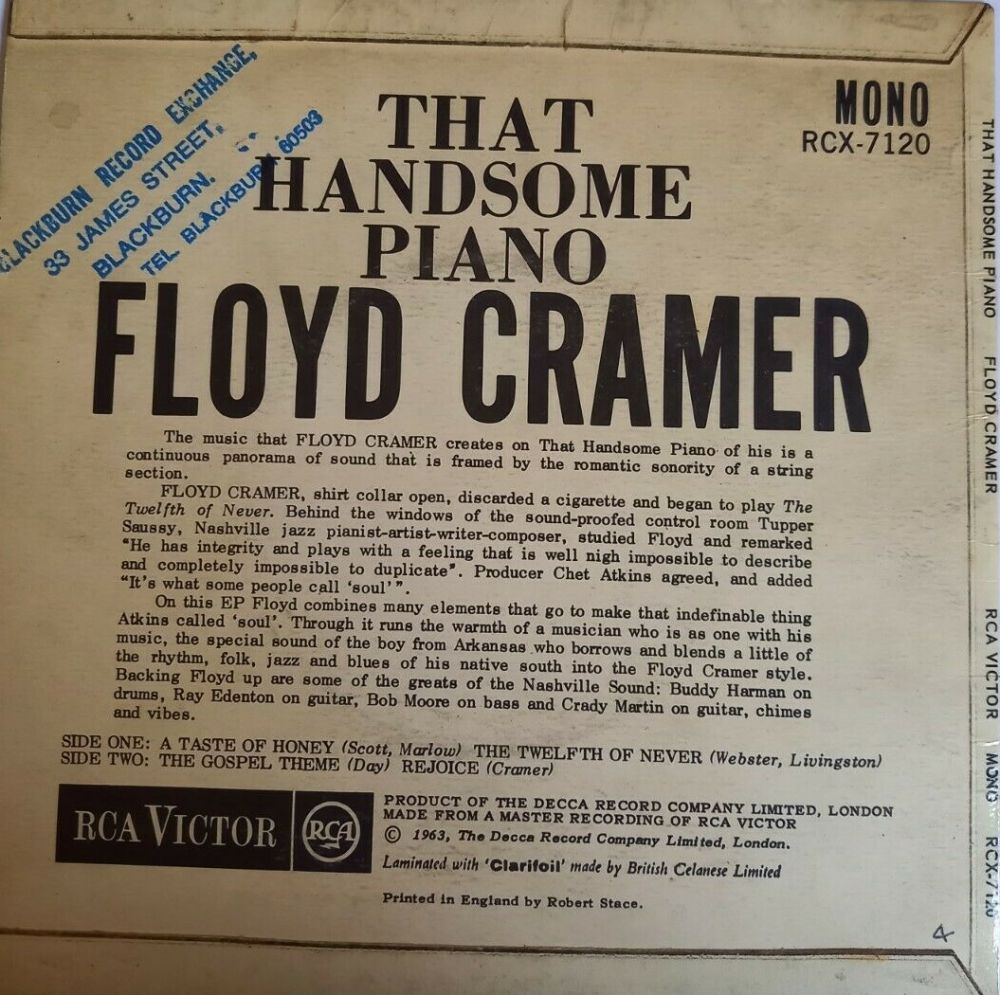 BLACKBURN RECORD EXCHANGE,
33 JAMES STREET,
BLACKBURN.
TEL. BLACKBURN 60503
MONO
RCX-7120
THAT
HANDSOME
PIANO
FLOYD CRAMER
The music that FLOYD CRAMER creates on That Handsome Piano of his is a
continuous panorama of sound that is framed by the romantic sonority of a string
section.
FLOYD CRAMER, shirt collar open, discarded a cigarette and began to play The
Twelfth of Never. Behind the windows of the sound-proofed control room Tupper
Saussy, Nashville jazz pianist-artist-writer-composer, studied Floyd and remarked
"He has integrity and plays with a feeling that is well nigh impossible to describe
and completely impossible to duplicate". Producer Chet Atkins agreed, and added
"It's what some people call 'soul'".
On this EP Floyd combines many elements that go to make that indefinable thing
Atkins called 'soul'. Through it runs the warmth of a musician who is as one with his
music, the special sound of the boy from Arkansas who borrows and blends a little of
the rhythm, folk, jazz and blues of his native south into the Floyd Cramer style.
Backing Floyd up are some of the greats of the Nashville Sound: Buddy Harman on
drums, Ray Edenton on guitar, Bob Moore on bass and Crady Martin on guitar, chimes
and vibes.
SIDE ONE: A TASTE OF HONEY (Scott, Marlow) THE TWELFTH OF NEVER (Webster, Livingston)
SIDE TWO: THE GOSPEL THEME (Day) REJOICE (Cramer)
RCA VICTOR
RCA
PRODUCT OF THE DECCA RECORD COMPANY LIMITED, LONDON
MADE FROM A MASTER RECORDING OF RCA VICTOR
© 1963, The Decca Record Company Limited, London.
Laminated with 'Clarifoil' made by British Celanese Limited
Printed in England by Robert Stace.
4
THAT HANDSOME PIANO FLOYD CRAMER RCA VICTOR MONO RCX-7120